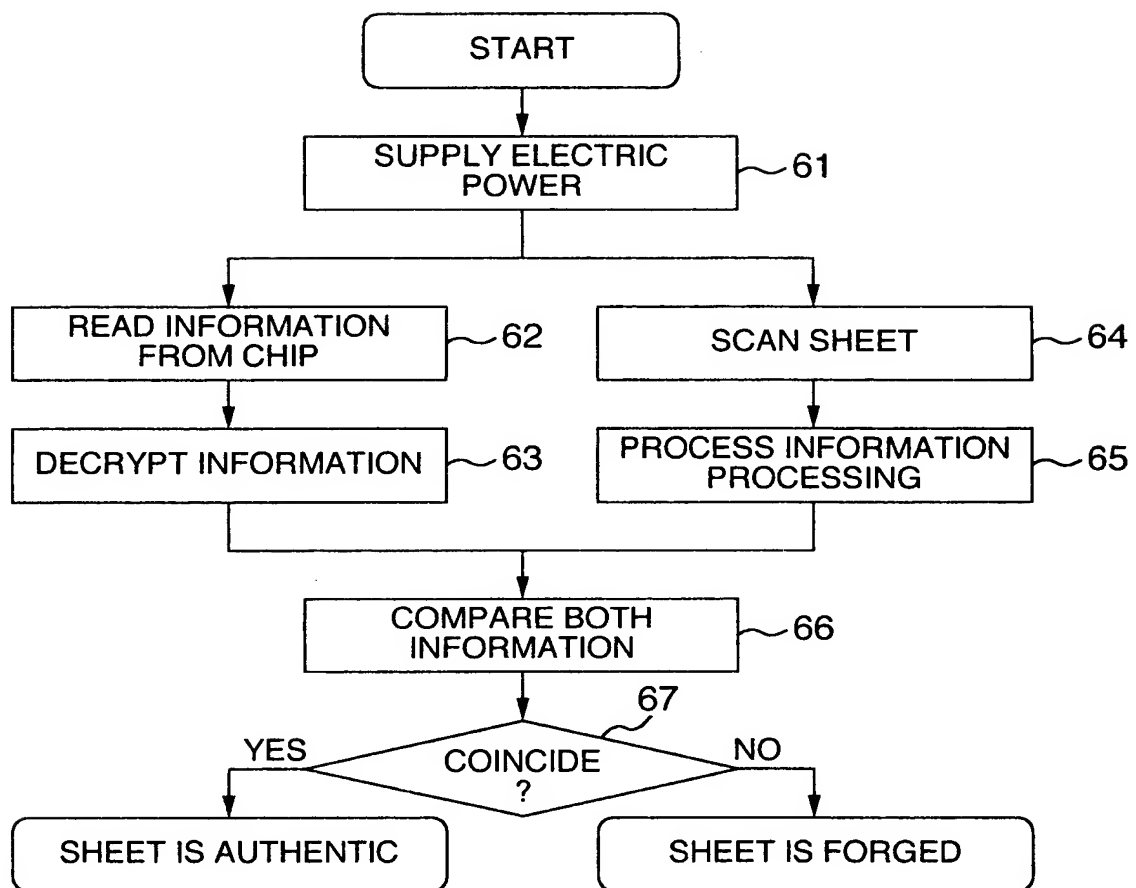 START
SUPPLY ELECTRIC
POWER
61
READ INFORMATION
FROM CHIP
62
SCAN SHEET
64
DECRYPT INFORMATION
63
PROCESS INFORMATION
PROCESSING
65
COMPARE BOTH
INFORMATION
66
67
YES
COINCIDE
?
NO
SHEET IS AUTHENTIC
SHEET IS FORGED